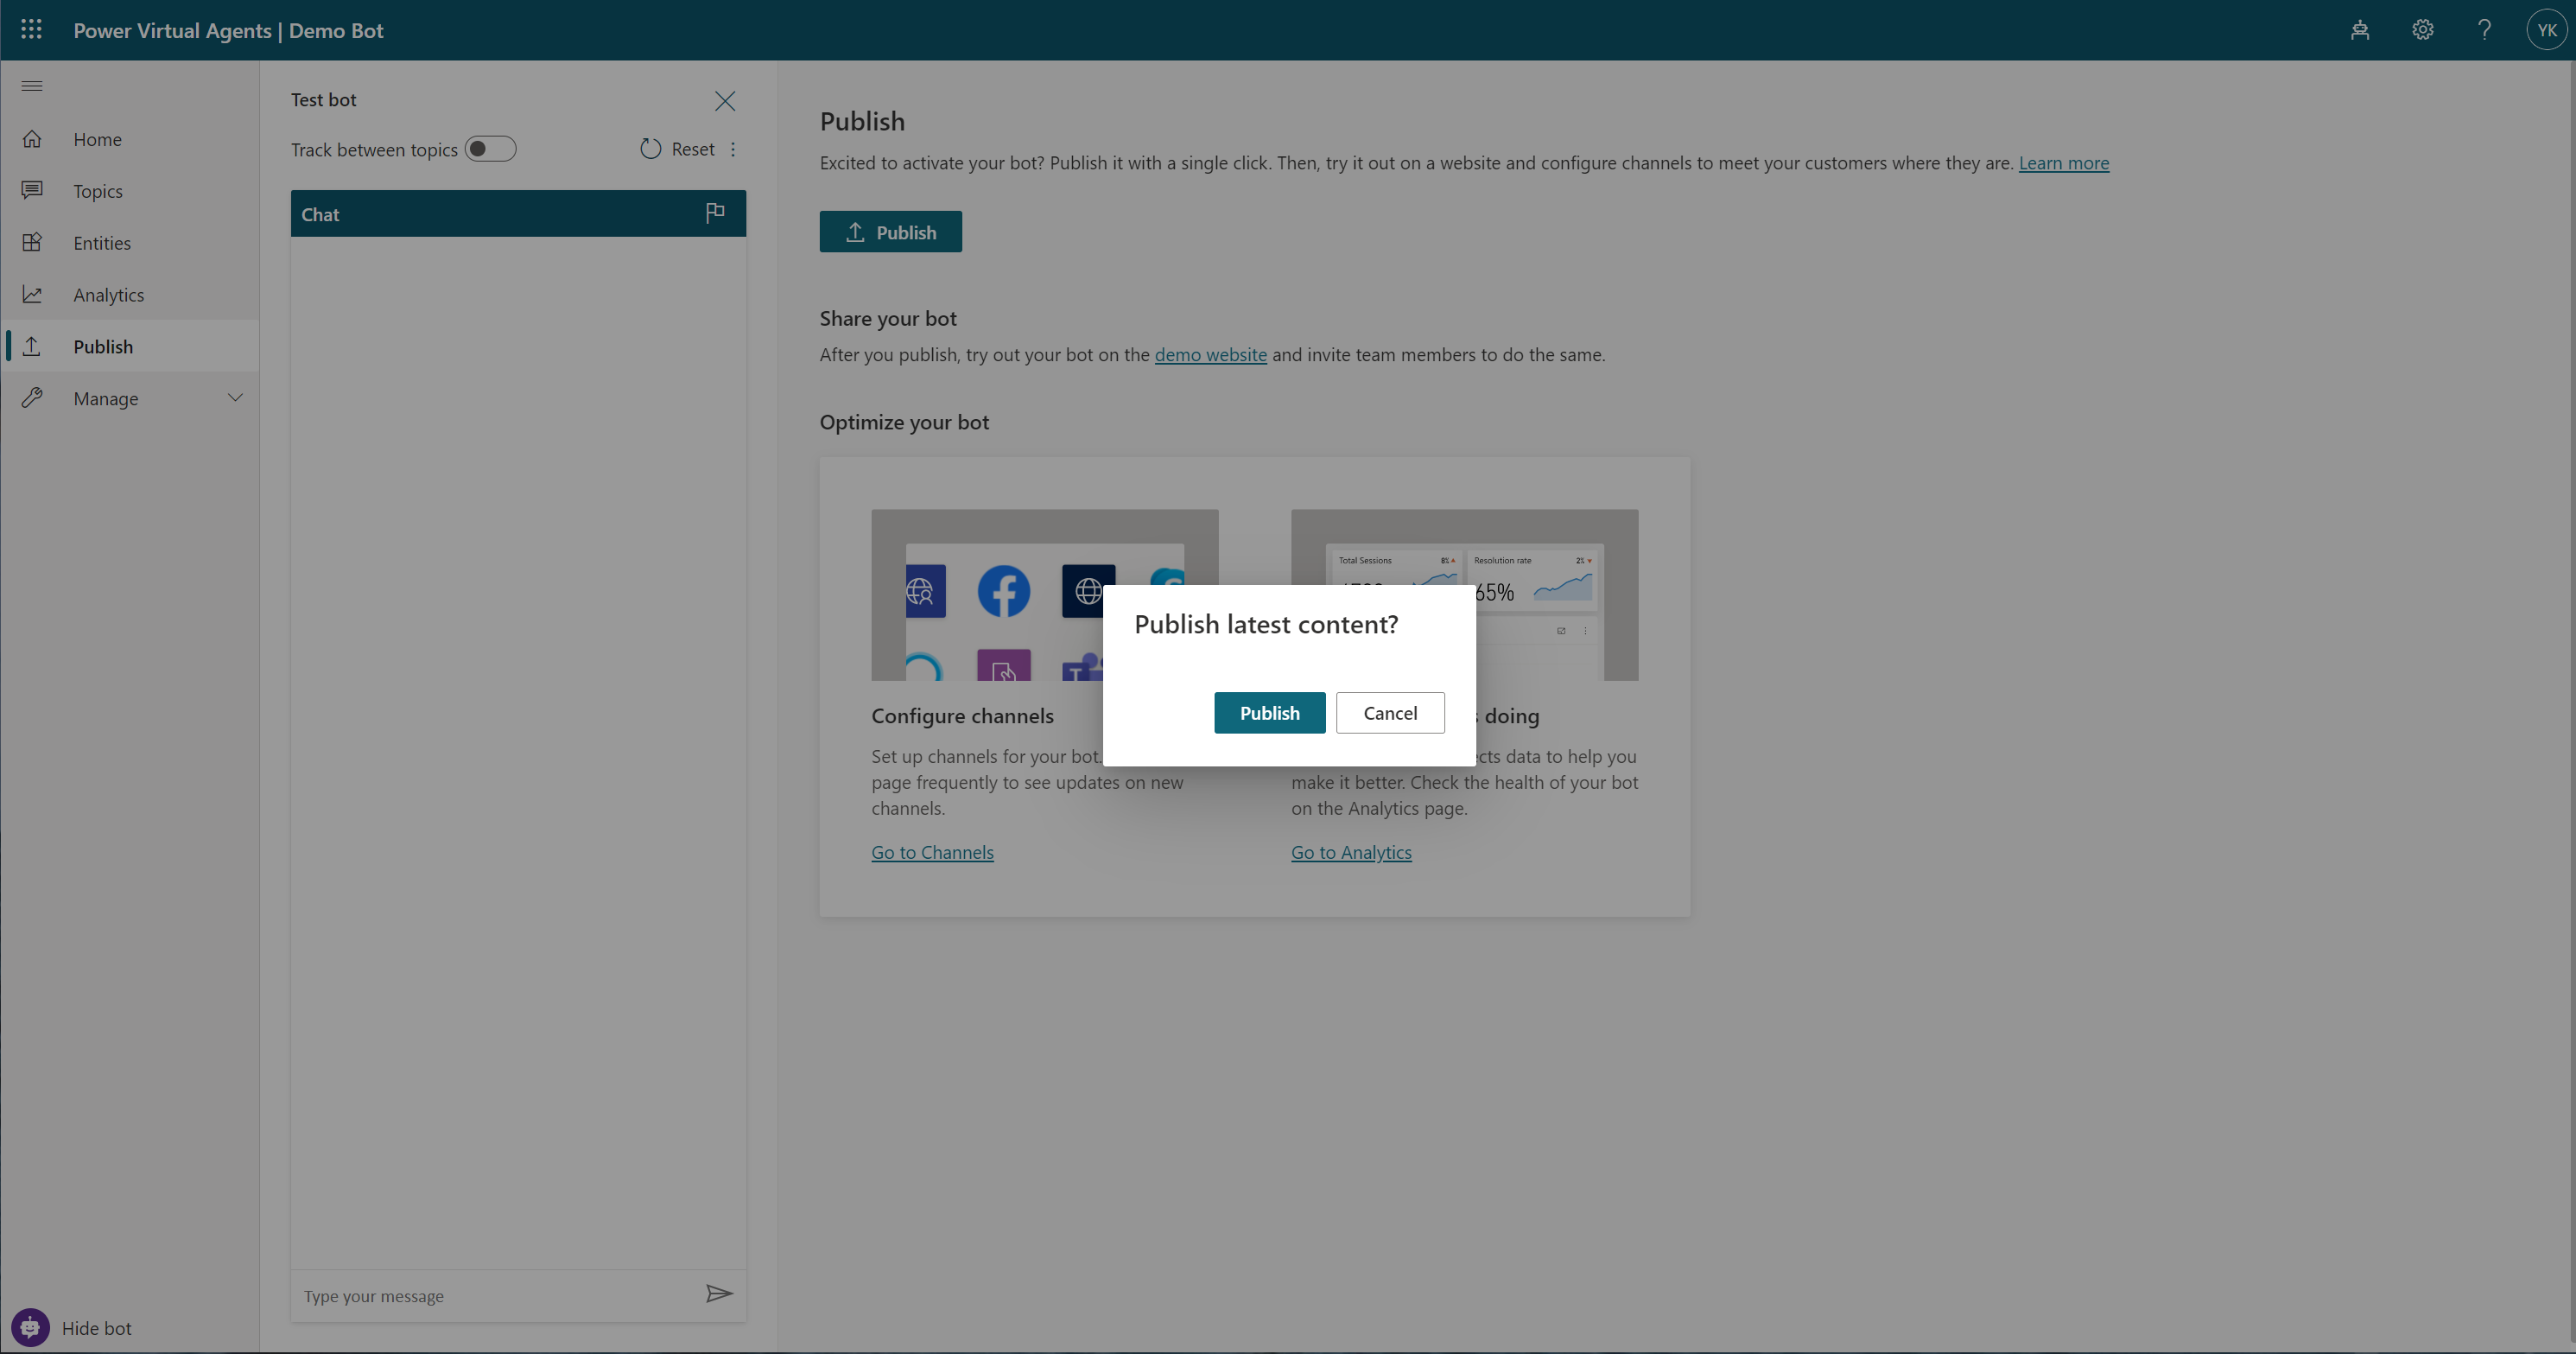 Power Virtual Agents | Demo Bot
YK
Home
Topics
Entities
Analytics
Publish
Manage
Hide bot
Test bot
Track between topics
Reset
Chat
Type your message
Publish
Excited to activate your bot? Publish it with a single click. Then, try it out on a website and configure channels to meet your customers where they are. Learn more
Publish
Share your bot
After you publish, try out your bot on the demo website and invite team members to do the same.
Optimize your bot
Total Sessions
8%
Resolution rate
2%
65%
Publish latest content?
Publish
Cancel
Configure channels
Set up channels for your bot.
page frequently to see updates on new
channels.
Go to Channels
doing
data to help you
make it better. Check the health of your bot
on the Analytics page.
Go to Analytics